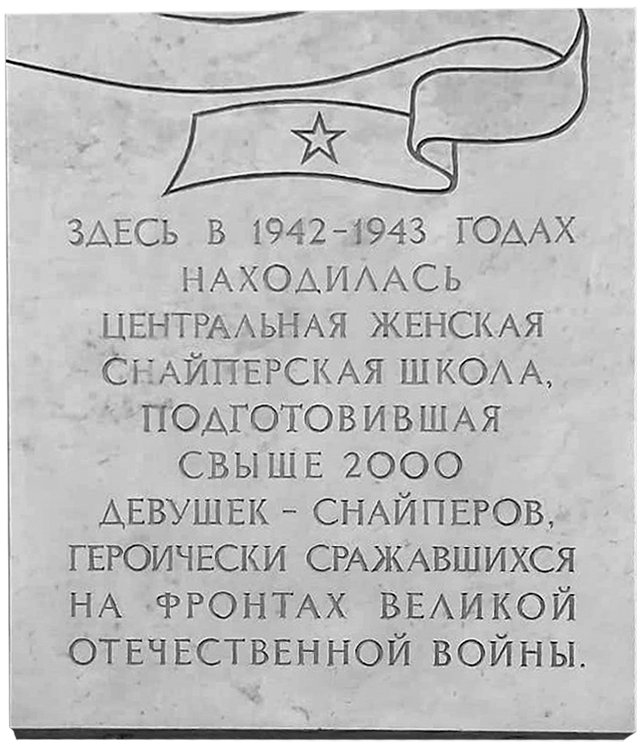 ЗДЕСЬ В 1942-1943 ГОДАХ
НАХОДИЛАСЬ
ЦЕНТРАЛЬНАЯ ЖЕНСКАЯ
СНАЙПЕРСКАЯ ШКОЛА,
ПОДГОТОВИВШАЯ
СВЫШЕ 2000
ДЕВУШЕК - СНАЙПЕРОВ,
ГЕРОИЧЕСКИ СРАЖАВШИХСЯ
НА ФРОНТАХ ВЕЛИКОЙ
ОТЕЧЕСТВЕННОЙ ВОЙНЫ.